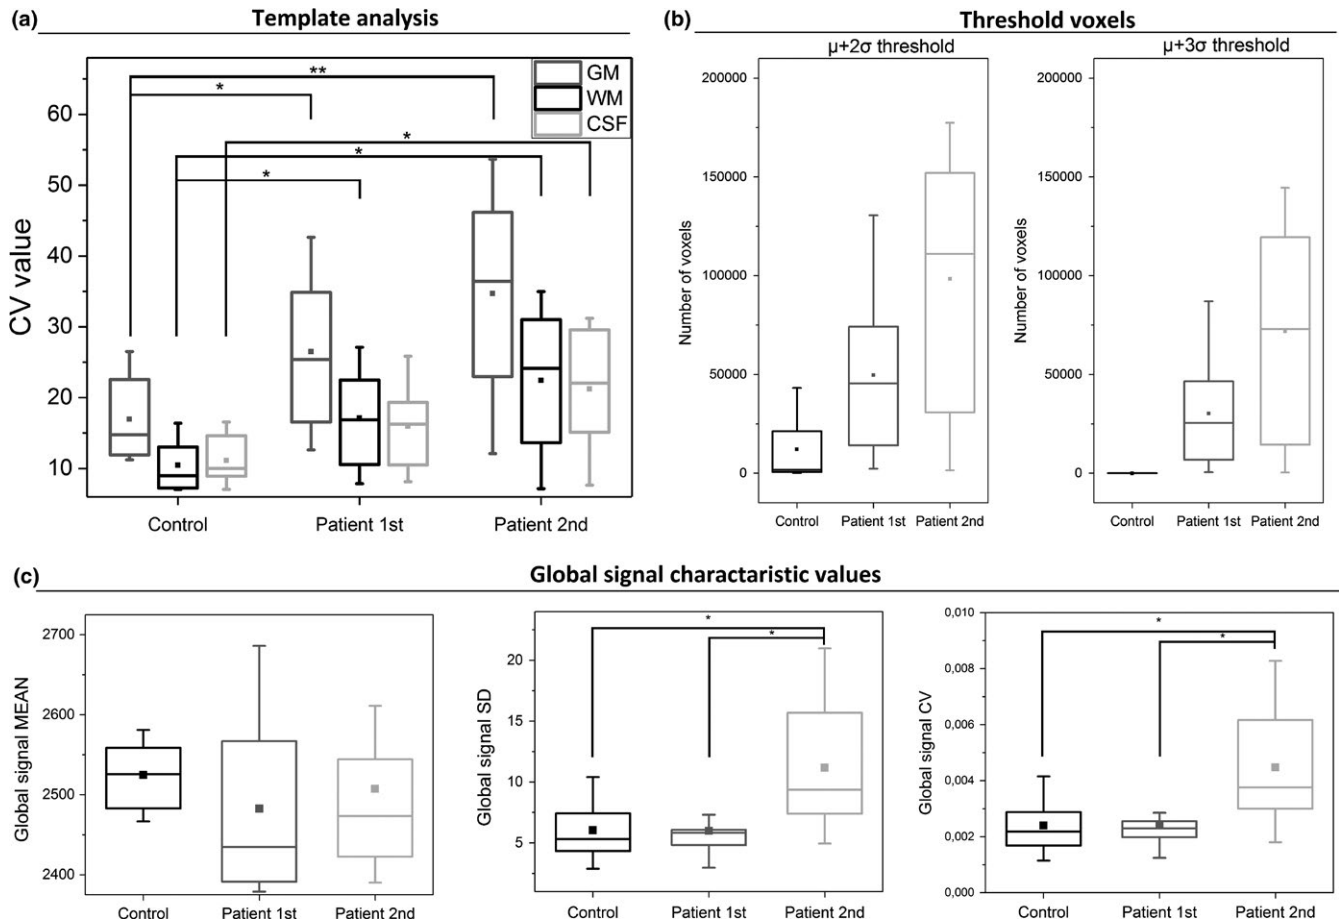 (a) Template analysis
**
*
*
*
*
GM
WM
CSF
CV value
60
50
40
30
20
10
Control Patient 1st Patient 2nd
(b) Threshold voxels
μ+2σ threshold
Number of voxels
200000
150000
100000
50000
0
Control Patient 1st Patient 2nd
μ+3σ threshold
Number of voxels
200000
150000
100000
50000
0
Control Patient 1st Patient 2nd
(c) Global signal charactaristic values
Global signal MEAN
2700
2600
2500
2400
Control Patient 1st Patient 2nd
*
*
Global signal SD
20
15
10
5
Control Patient 1st Patient 2nd
*
*
Global signal CV
0,010
0,008
0,006
0,004
0,002
0,000
Control Patient 1st Patient 2nd